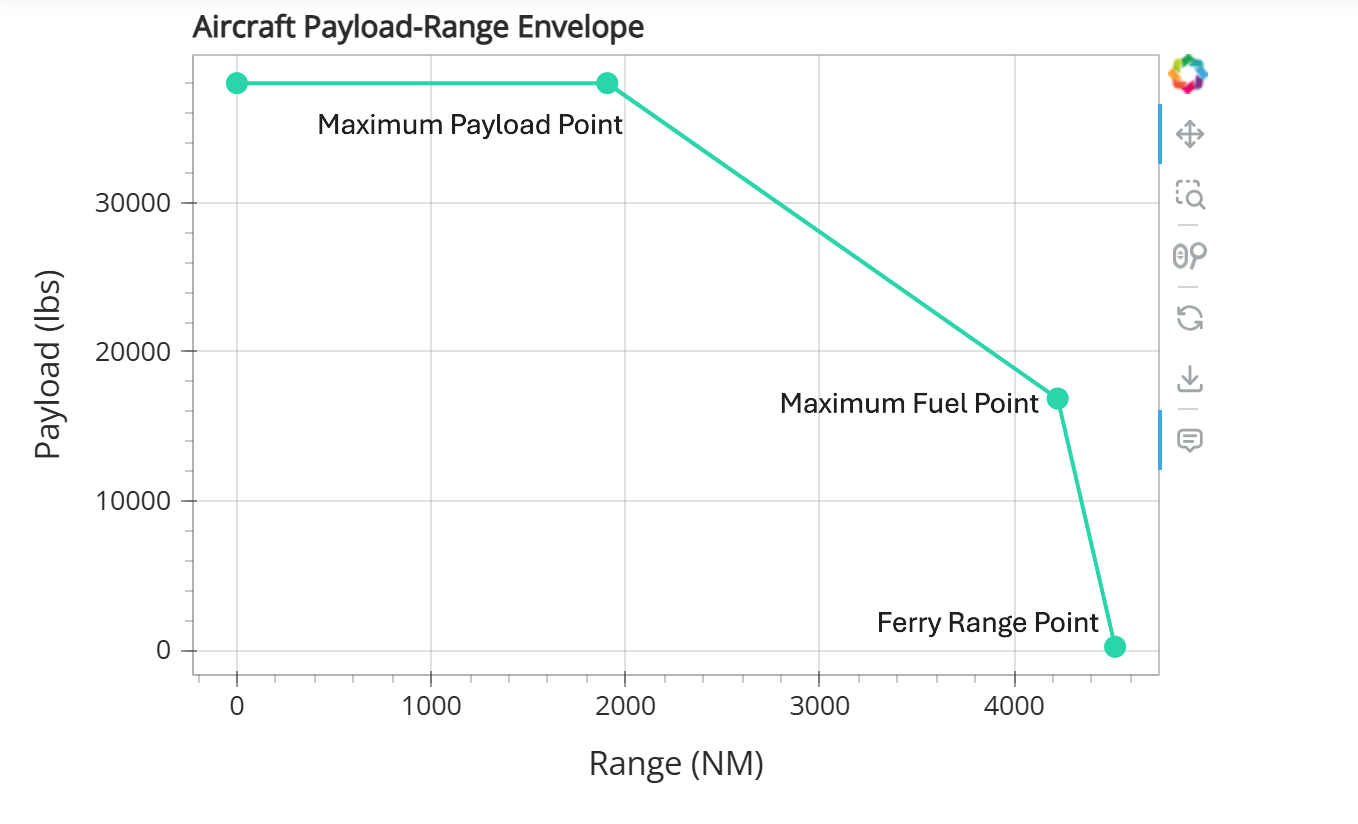 Aircraft Payload-Range Envelope
Maximum Payload Point
30000
20000
Maximum Fuel Point
10000
Ferry Range Point
0
Payload (lbs)
0 1000 2000 3000 4000
Range (NM)